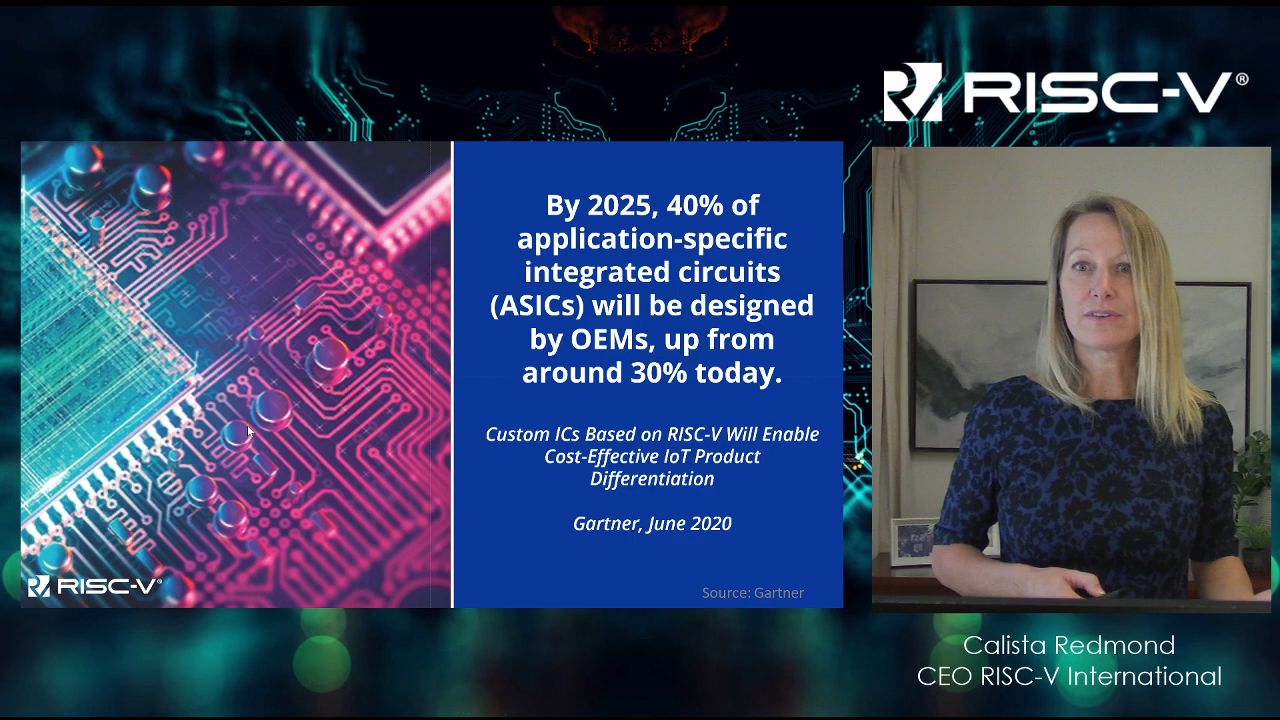 RISC-V®
By 2025, 40% of
application-specific
integrated circuits
(ASICs) will be designed
by OEMs, up from
around 30% today.
Custom ICs Based on RISC-V Will Enable
Cost-Effective IoT Product
Differentiation
Gartner, June 2020
Source: Gartner
RISC-V®
Calista Redmond
CEO RISC-V International